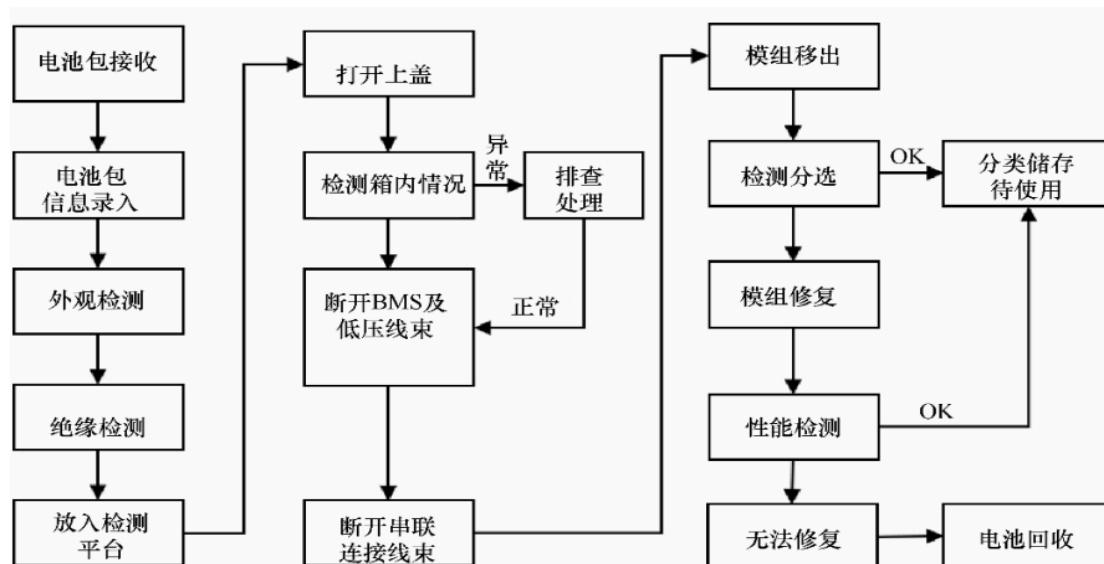 电池包接收
电池包
信息录入
外观检测
绝缘检测
放入检测
平台
打开上盖
检测箱内情况
异
常
排查
处理
断开BMS及
低压线束
正常
断开串联
连接线束
模组移出
检测分选
OK
分类储存
待使用
模组修复
性能检测
OK
无法修复
电池回收